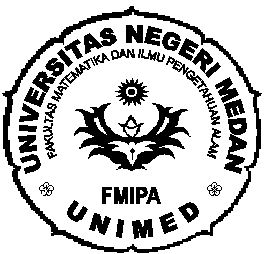 UNIVERSITAS NEGERI MEDAN
FAKULTAS MATEMATIKA DAN ILMU PENGETAHUAN ALAM
FMIPA
UNIMED